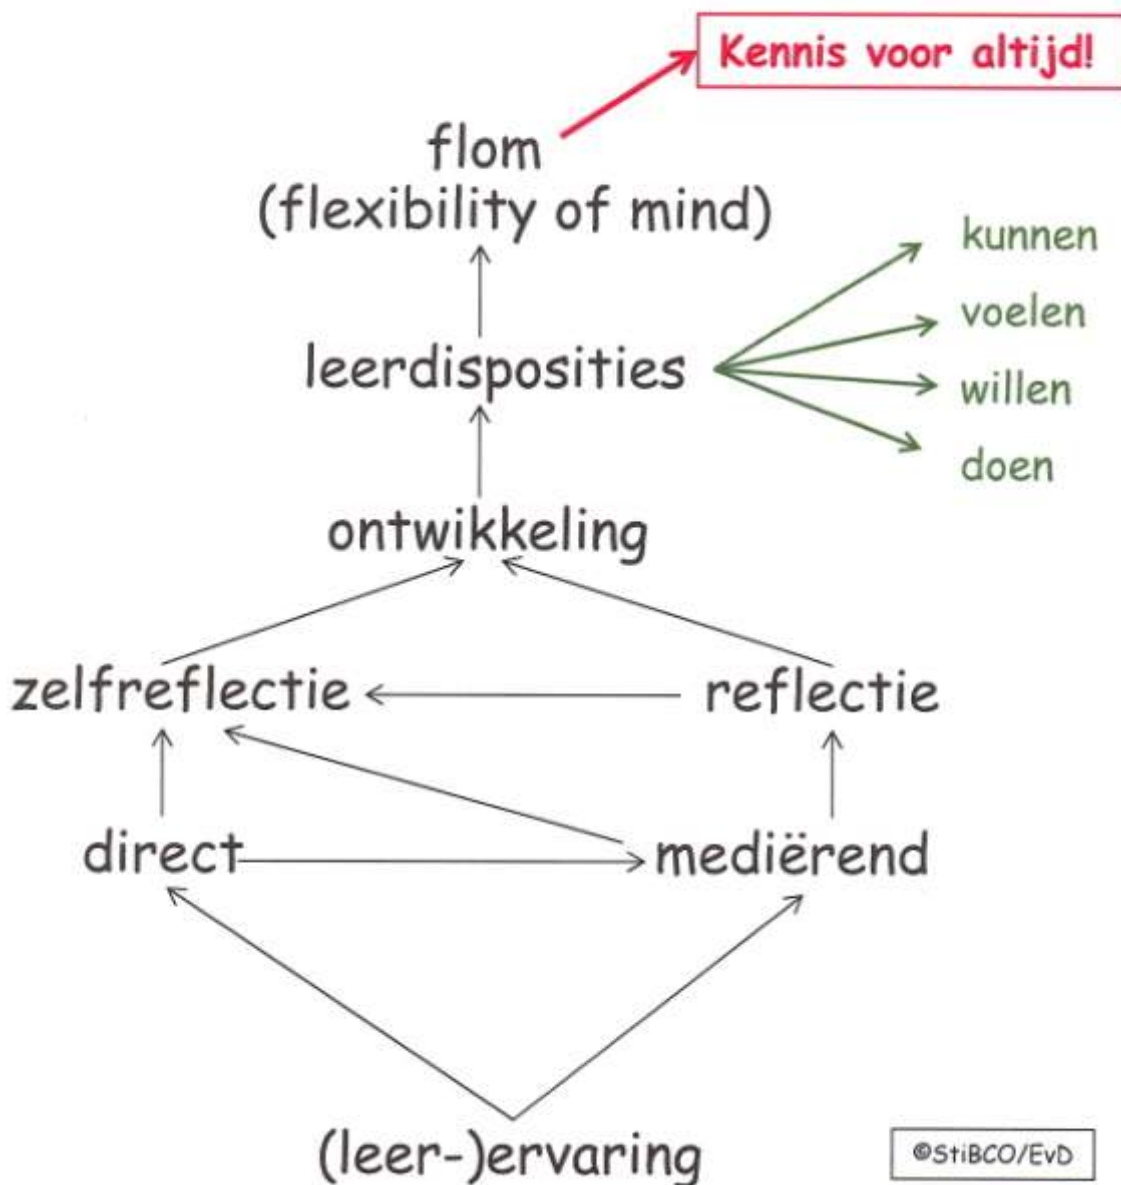 Kennis voor altijd!
flom
(flexibility of mind)
kunnen
voelen
leerdisposities
willen
doen
ontwikkeling
zelfreflectie
reflectie
direct
mediërend
(leer-)ervaring
©StiBCO/EvD